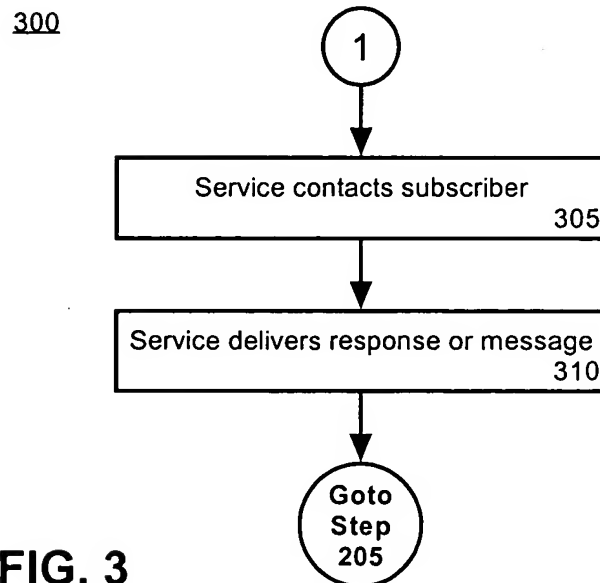 300
1
Service contacts subscriber
305
Service delivers response or message
310
Goto
Step
205
FIG. 3